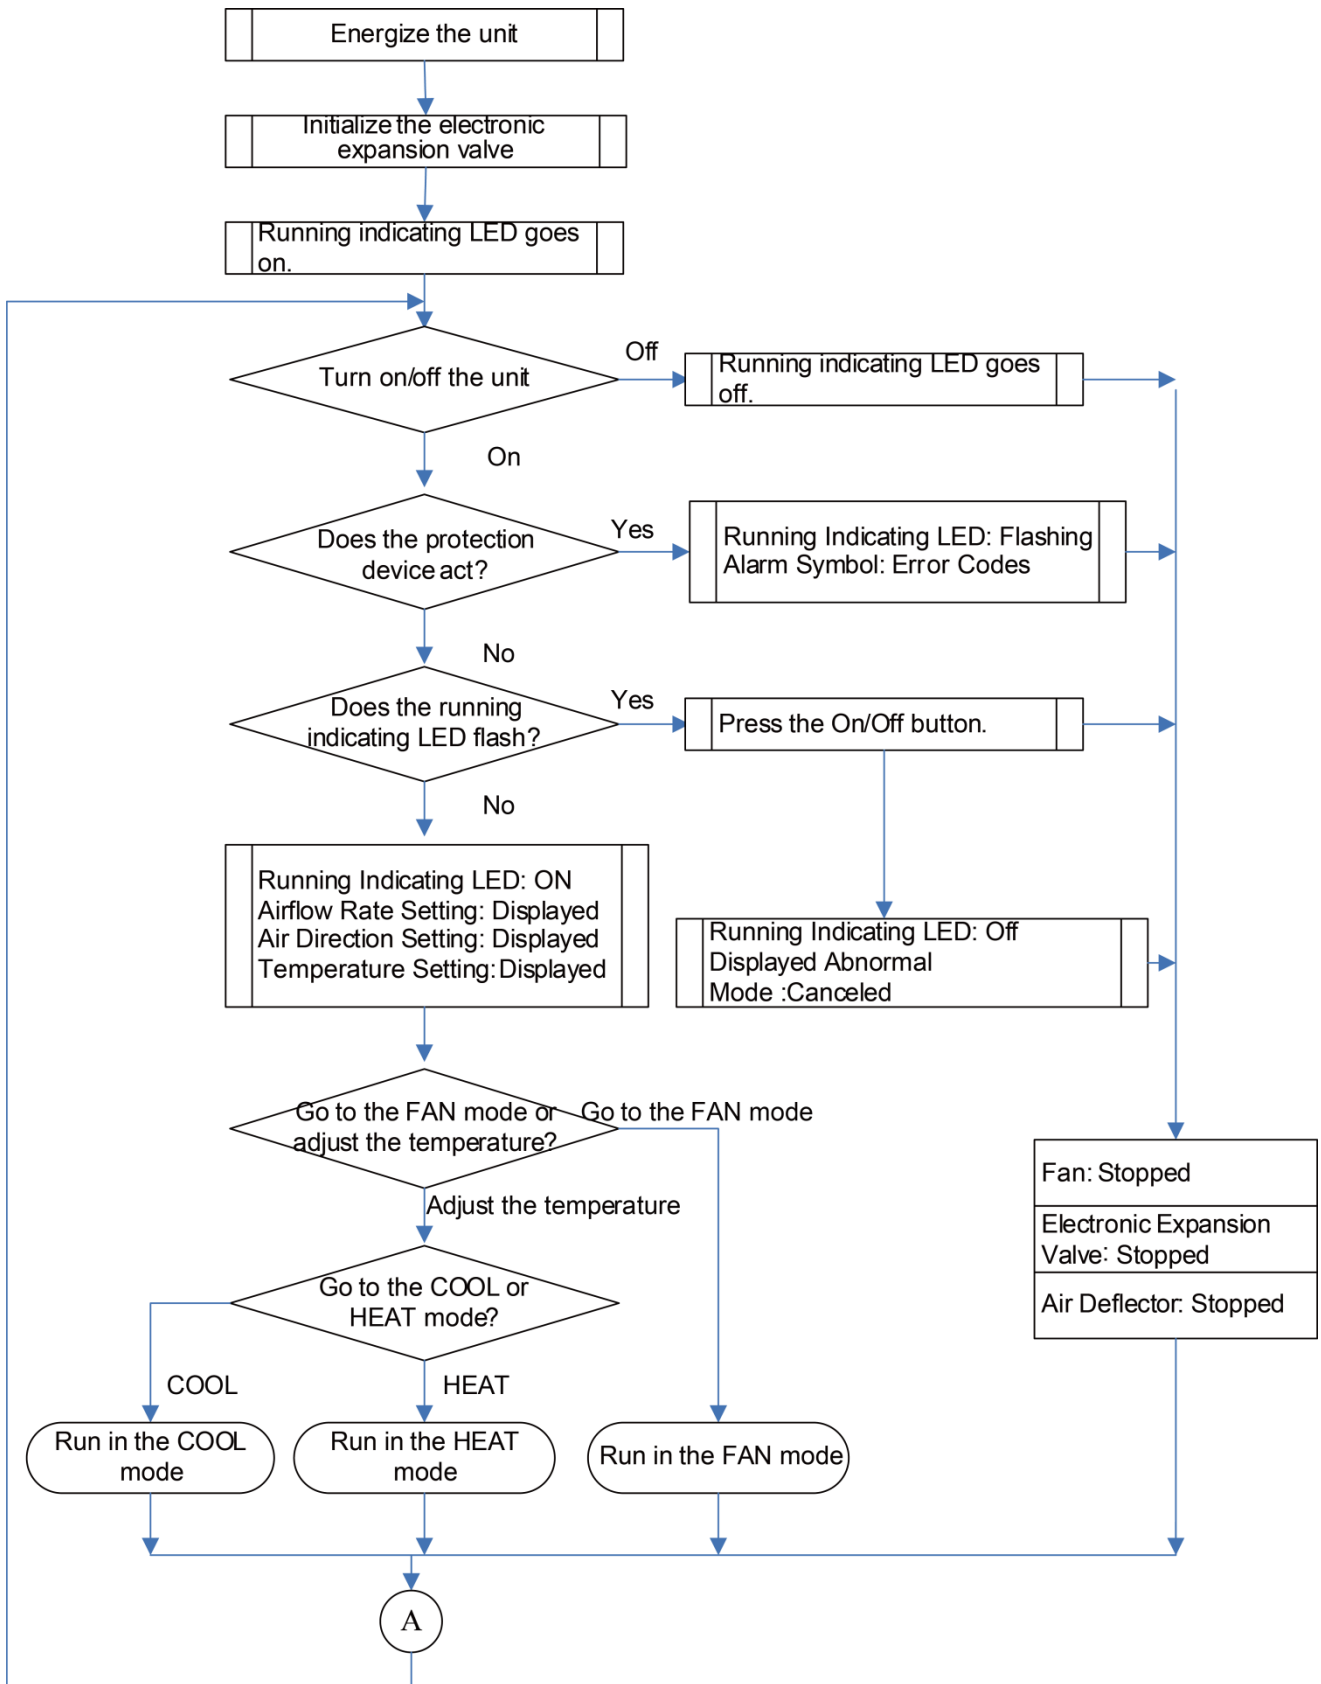 Energize the unit
Initialize the electronic
expansion valve
Running indicating LED goes
on.
Turn on/off the unit
Off
Running indicating LED goes
off.
On
Does the protection
device act?
Yes
Running Indicating LED: Flashing
Alarm Symbol: Error Codes
No
Does the running
indicating LED flash?
Yes
Press the On/Off button.
No
Running Indicating LED: ON
Airflow Rate Setting: Displayed
Air Direction Setting: Displayed
Temperature Setting: Displayed
Running Indicating LED: Off
Displayed Abnormal
Mode :Canceled
Go to the FAN mode or
adjust the temperature?
Go to the FAN mode
Adjust the temperature
Fan: Stopped
Electronic Expansion
Valve: Stopped
Air Deflector: Stopped
Go to the COOL or
HEAT mode?
COOL
HEAT
Run in the COOL
mode
Run in the HEAT
mode
Run in the FAN mode
A